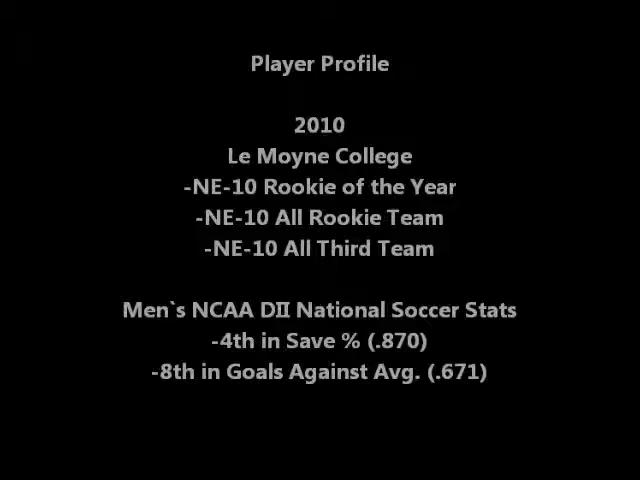 Player Profile
2010
Le Moyne College
-NE-10 Rookie of the Year
-NE-10 All Rookie Team
-NE-10 All Third Team
Men`s NCAA DII National Soccer Stats
-4th in Save % (.870)
-8th in Goals Against Avg. (.671)